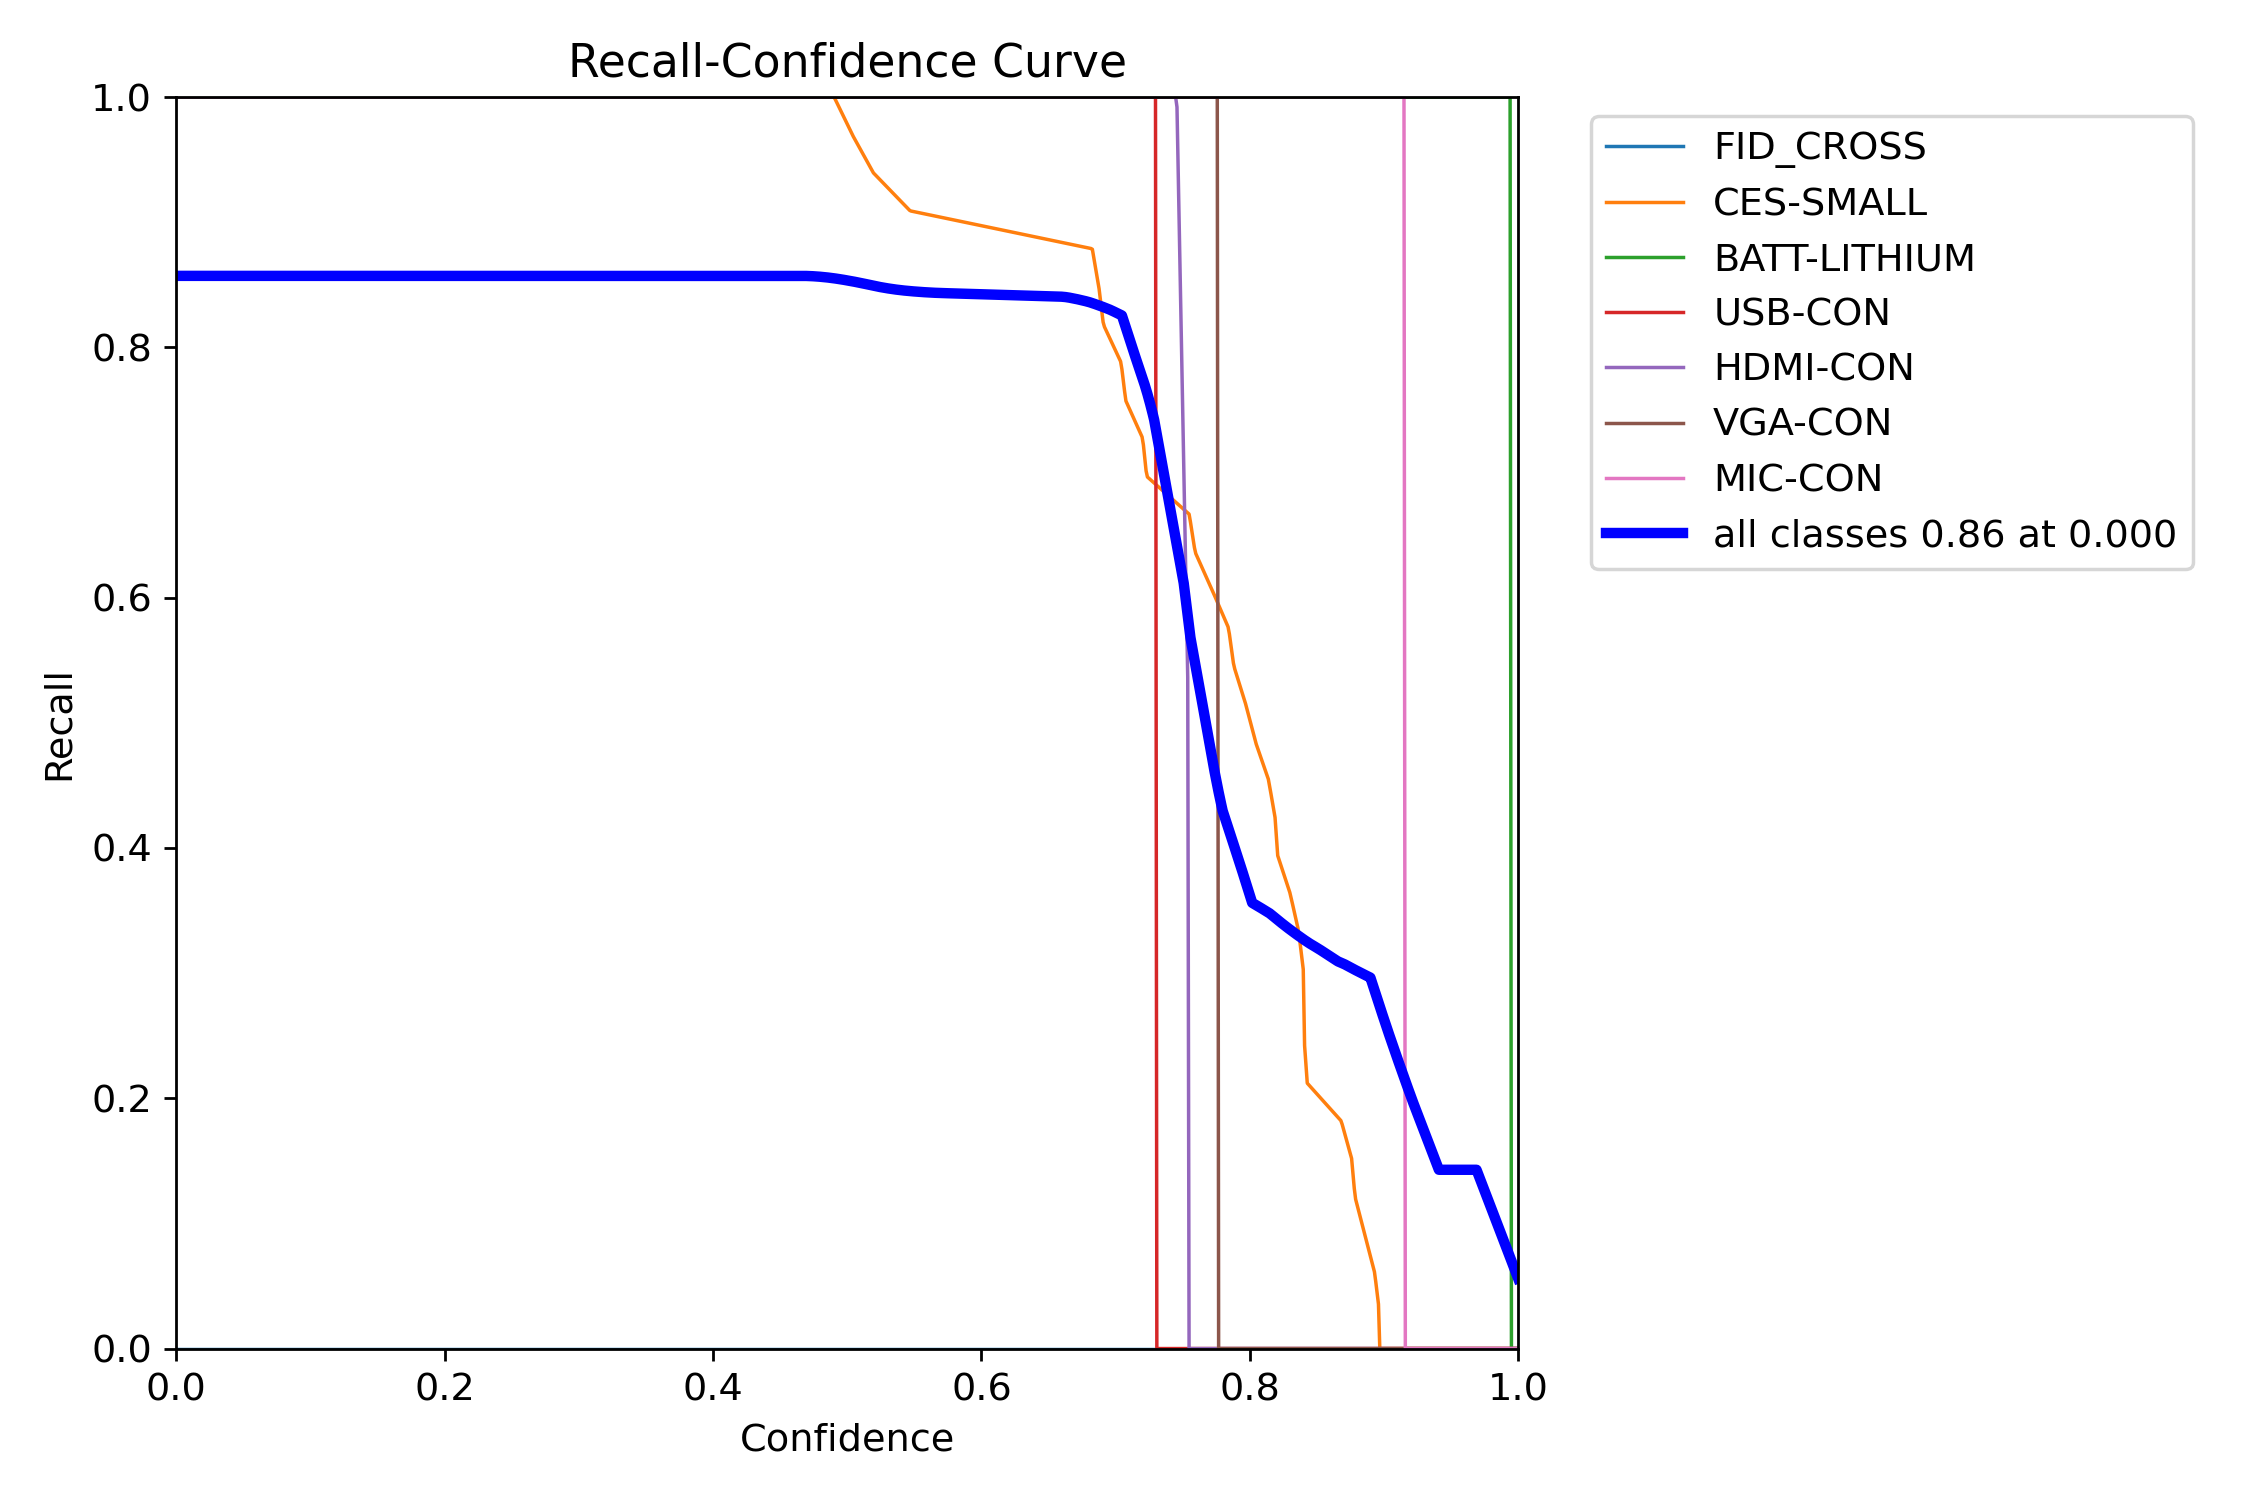 Recall-Confidence Curve
1.0
0.8
0.6
0.4
0.2
0.0
Recall
0.0 0.2 0.4 0.6 0.8 1.0
Confidence
FID_CROSS
CES-SMALL
BATT-LITHIUM
USB-CON
HDMI-CON
VGA-CON
MIC-CON
all classes 0.86 at 0.000